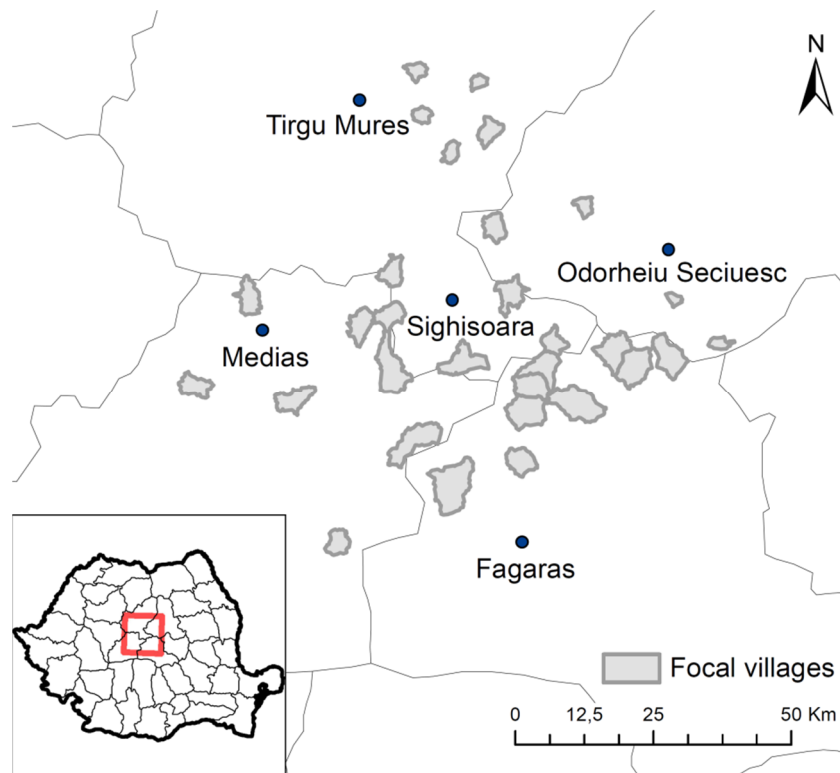 N
Tirgu Mures
Odorheiu Seciuesc
Sighisoara
Medias
Fagaras
Focal villages
0 12,5 25 50 Km